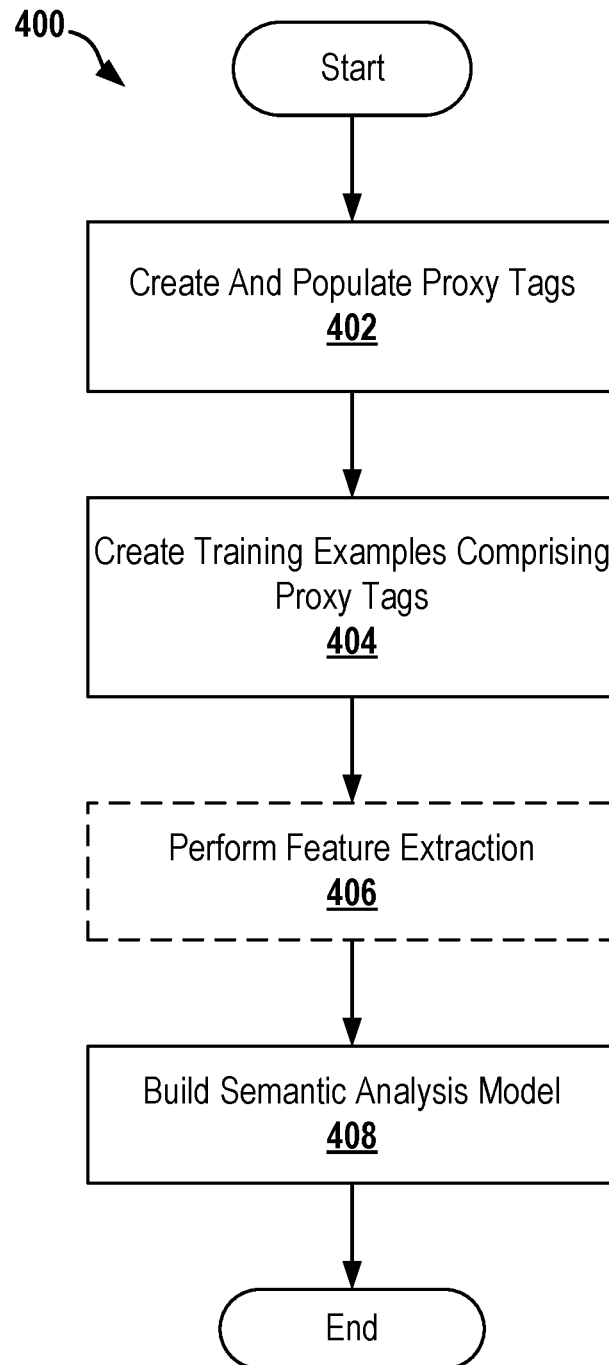 400
Start
Create And Populate Proxy Tags
402
Create Training Examples Comprising
Proxy Tags
404
Perform Feature Extraction
406
Build Semantic Analysis Model
408
End